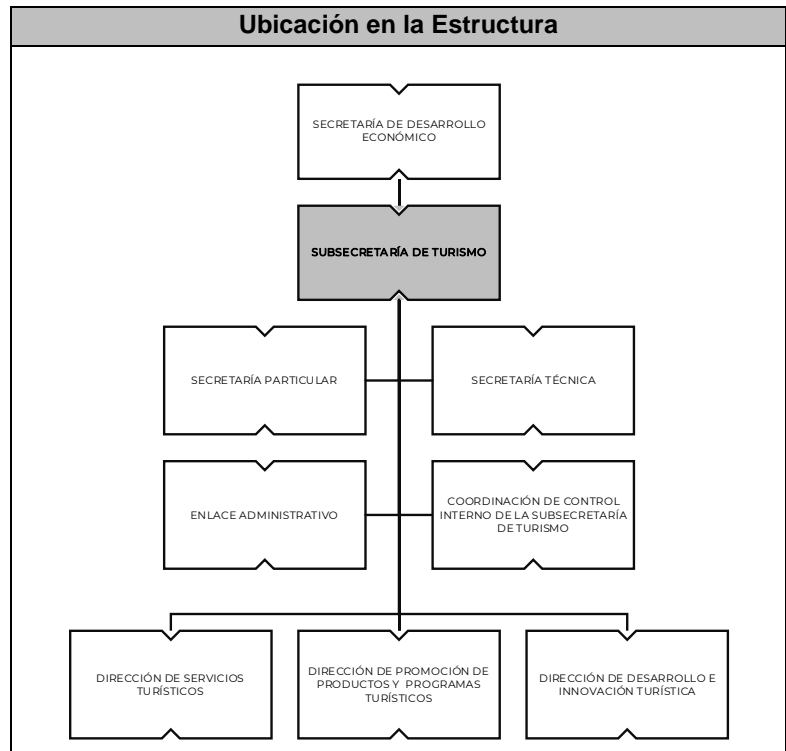 Ubicación en la Estructura
SECRETARÍA DE DESARROLLO
ECONÓMICO
SUBSECRETARÍA DE TURISMO
SECRETARÍA PARTICULAR
SECRETARÍA TÉCNICA
ENLACE ADMINISTRATIVO
COORDINACIÓN DE CONTROL
INTERNO DE LA SUBSECRETARÍA
DE TURISMO
DIRECCIÓN DE SERVICIOS
TURÍSTICOS
DIRECCIÓN DE PROMOCIÓN DE
PRODUCTOS Y PROGRAMAS
TURÍSTICOS
DIRECCIÓN DE DESARROLLO E
INNOVACIÓN TURÍSTICA